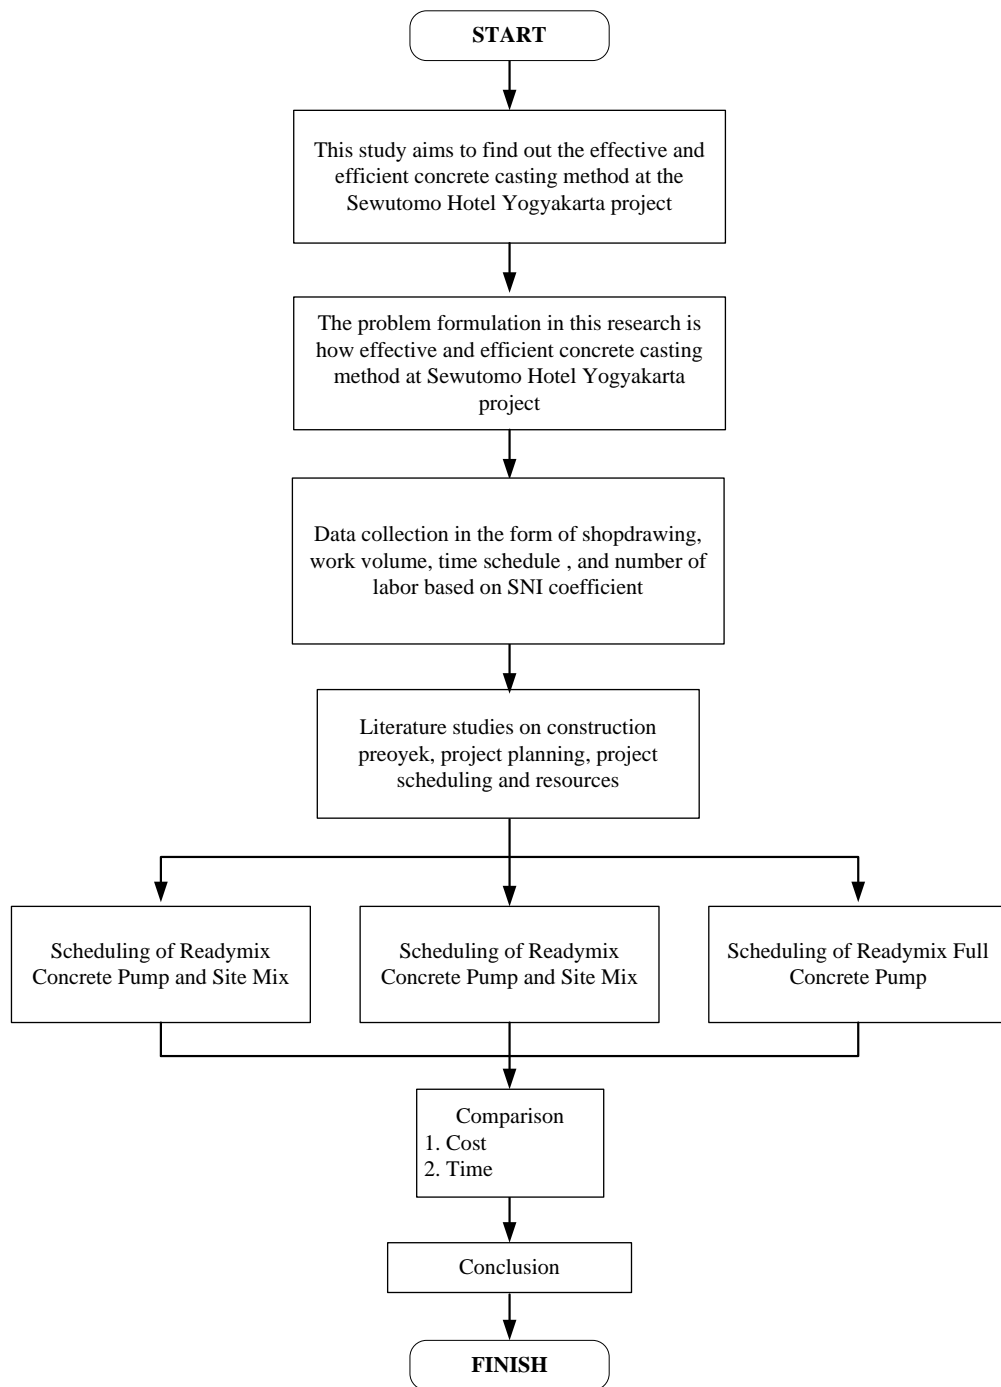 START
This study aims to find out the effective and
efficient concrete casting method at the
Sewutomo Hotel Yogyakarta project
The problem formulation in this research is
how effective and efficient concrete casting
method at Sewutomo Hotel Yogyakarta
project
Data collection in the form of shopdrawing,
work volume, time schedule , and number of
labor based on SNI coefficient
Literature studies on construction
preoyek, project planning, project
scheduling and resources
Scheduling of Readymix
Concrete Pump and Site Mix
Scheduling of Readymix
Concrete Pump and Site Mix
Scheduling of Readymix Full
Concrete Pump
Comparison
1. Cost
2. Time
Conclusion
FINISH